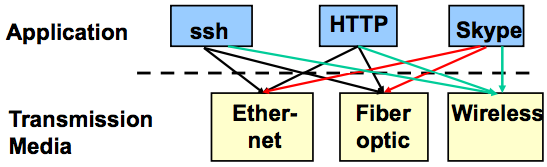 Application
ssh
HTTP
Skype
Transmission
Media
Ether-
net
Fiber
optic
Wireless